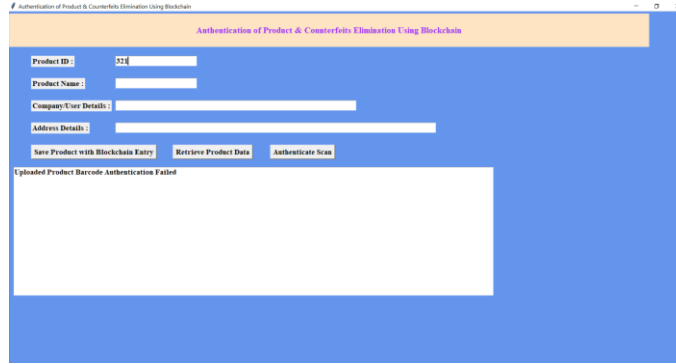 Authentication of Product & Counterfeits Elimination Using Blockchain
Authentication of Product & Counterfeits Elimination Using Blockchain
Product ID : 321
Product Name :
Company/User Details :
Address Details :
Save Product with Blockchain Entry Retrieve Product Data Authenticate Scan
Uploaded Product Barcode Authentication Failed